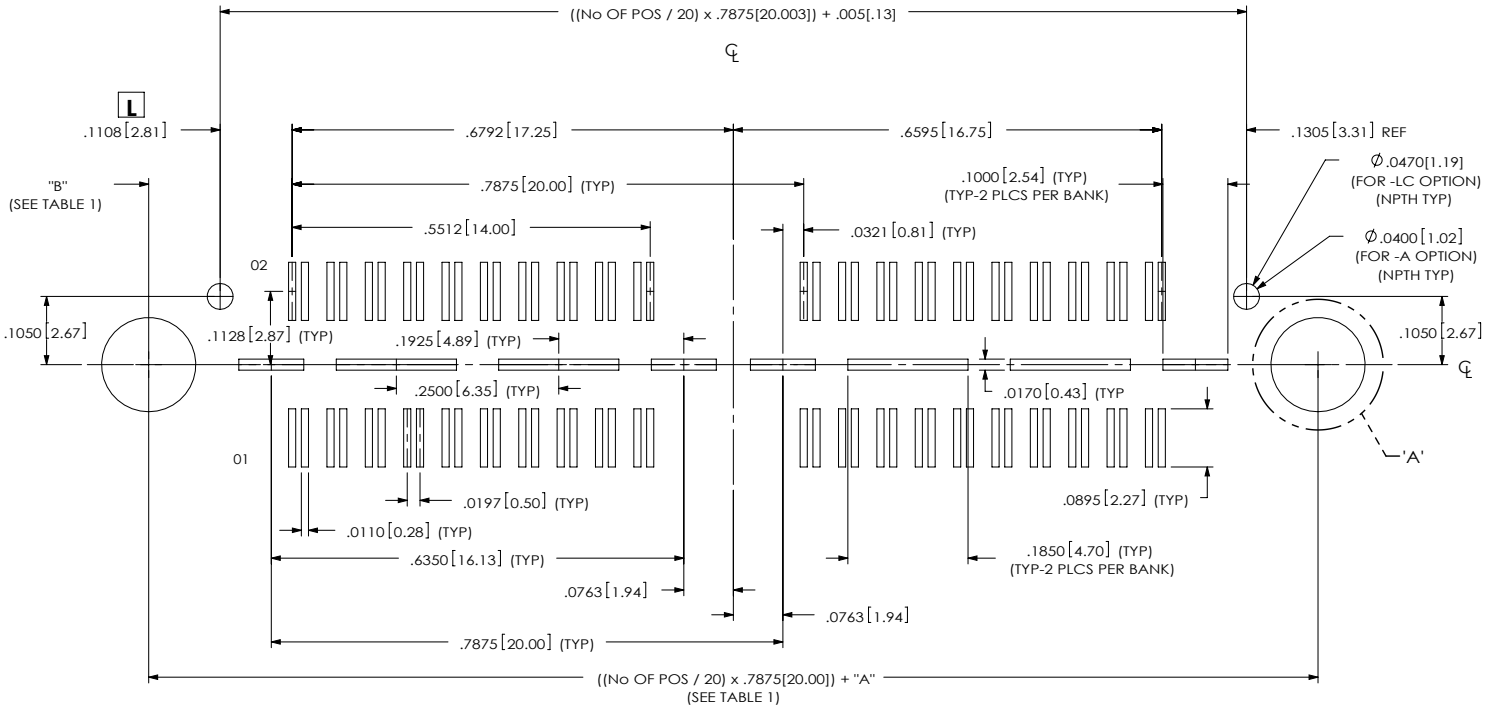 ((No OF POS / 20) x .7875[20.003]) + .005[.13]
℄
L
.1108[2.81]
.6792[17.25]
.6595[16.75]
.1305[3.31] REF
"B"
(SEE TABLE 1)
.7875[20.00] (TYP)
.1000[2.54] (TYP)
(TYP-2 PLCS PER BANK)
Ø.0470[1.19]
(FOR -LC OPTION)
(NPTH TYP)
.5512[14.00]
.0321[0.81] (TYP)
Ø.0400[1.02]
(FOR -A OPTION)
(NPTH TYP)
02
.1050[2.67]
.1128[2.87] (TYP)
.1925[4.89] (TYP)
.1050[2.67]
℄
.2500[6.35] (TYP)
.0170[0.43] (TYP
01
'A'
.0197[0.50] (TYP)
.0895[2.27] (TYP)
.0110[0.28] (TYP)
.6350[16.13] (TYP)
.1850[4.70] (TYP)
(TYP-2 PLCS PER BANK)
.0763[1.94]
.0763[1.94]
.7875[20.00] (TYP)
((No OF POS / 20) x .7875[20.00]) + "A"
(SEE TABLE 1)